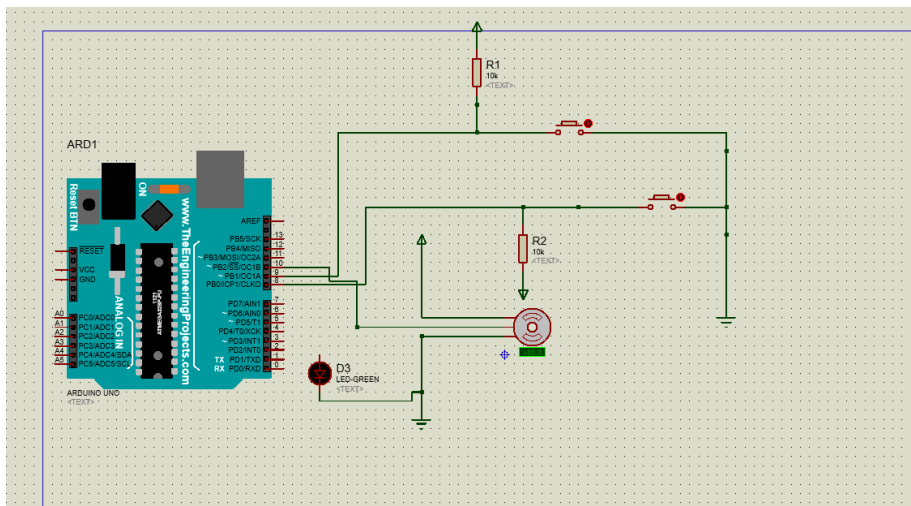 R1
10k
<TEXT>
ARD1
Reset BTN
ON
www.TheEngineeringProjects.com
ANALOG IN
AREF
PB5/SCK 13
PB4/MISO 12
~PB3/MOSI/OC2A 11
~PB2/SS/OC1B 10
~PB1/OC1A 9
PB0/ICP1/CLKO 8
PD7/AIN1 7
~PD6/AIN0 6
~PD5/T1 5
PD4/T0/XCK 4
~PD3/INT1 3
PD2/INT0 2
TX PD1/TXD 1
RX PD0/RXD 0
RESET
VCC
GND
A0 PC0/ADC0
A1 PC1/ADC1
A2 PC2/ADC2
A3 PC3/ADC3
A4 PC4/ADC4/SDA
A5 PC5/ADC5/SCL
ARDUINO UNO
<TEXT>
R2
10k
<TEXT>
D3
LED-GREEN
<TEXT>